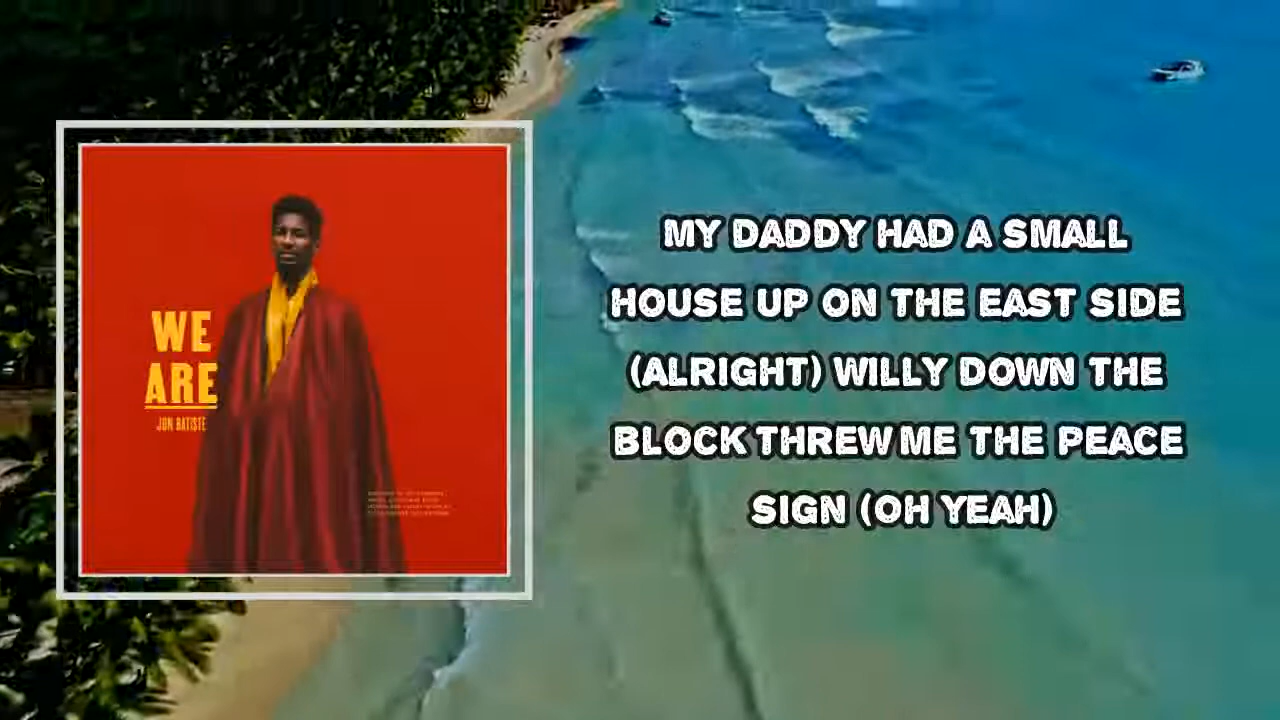 WE
ARE
JON BATISTE
MY DADDY HAD A SMALL
HOUSE UP ON THE EAST SIDE
(ALRIGHT) WILLY DOWN THE
BLOCK THREW ME THE PEACE
SIGN (OH YEAH)